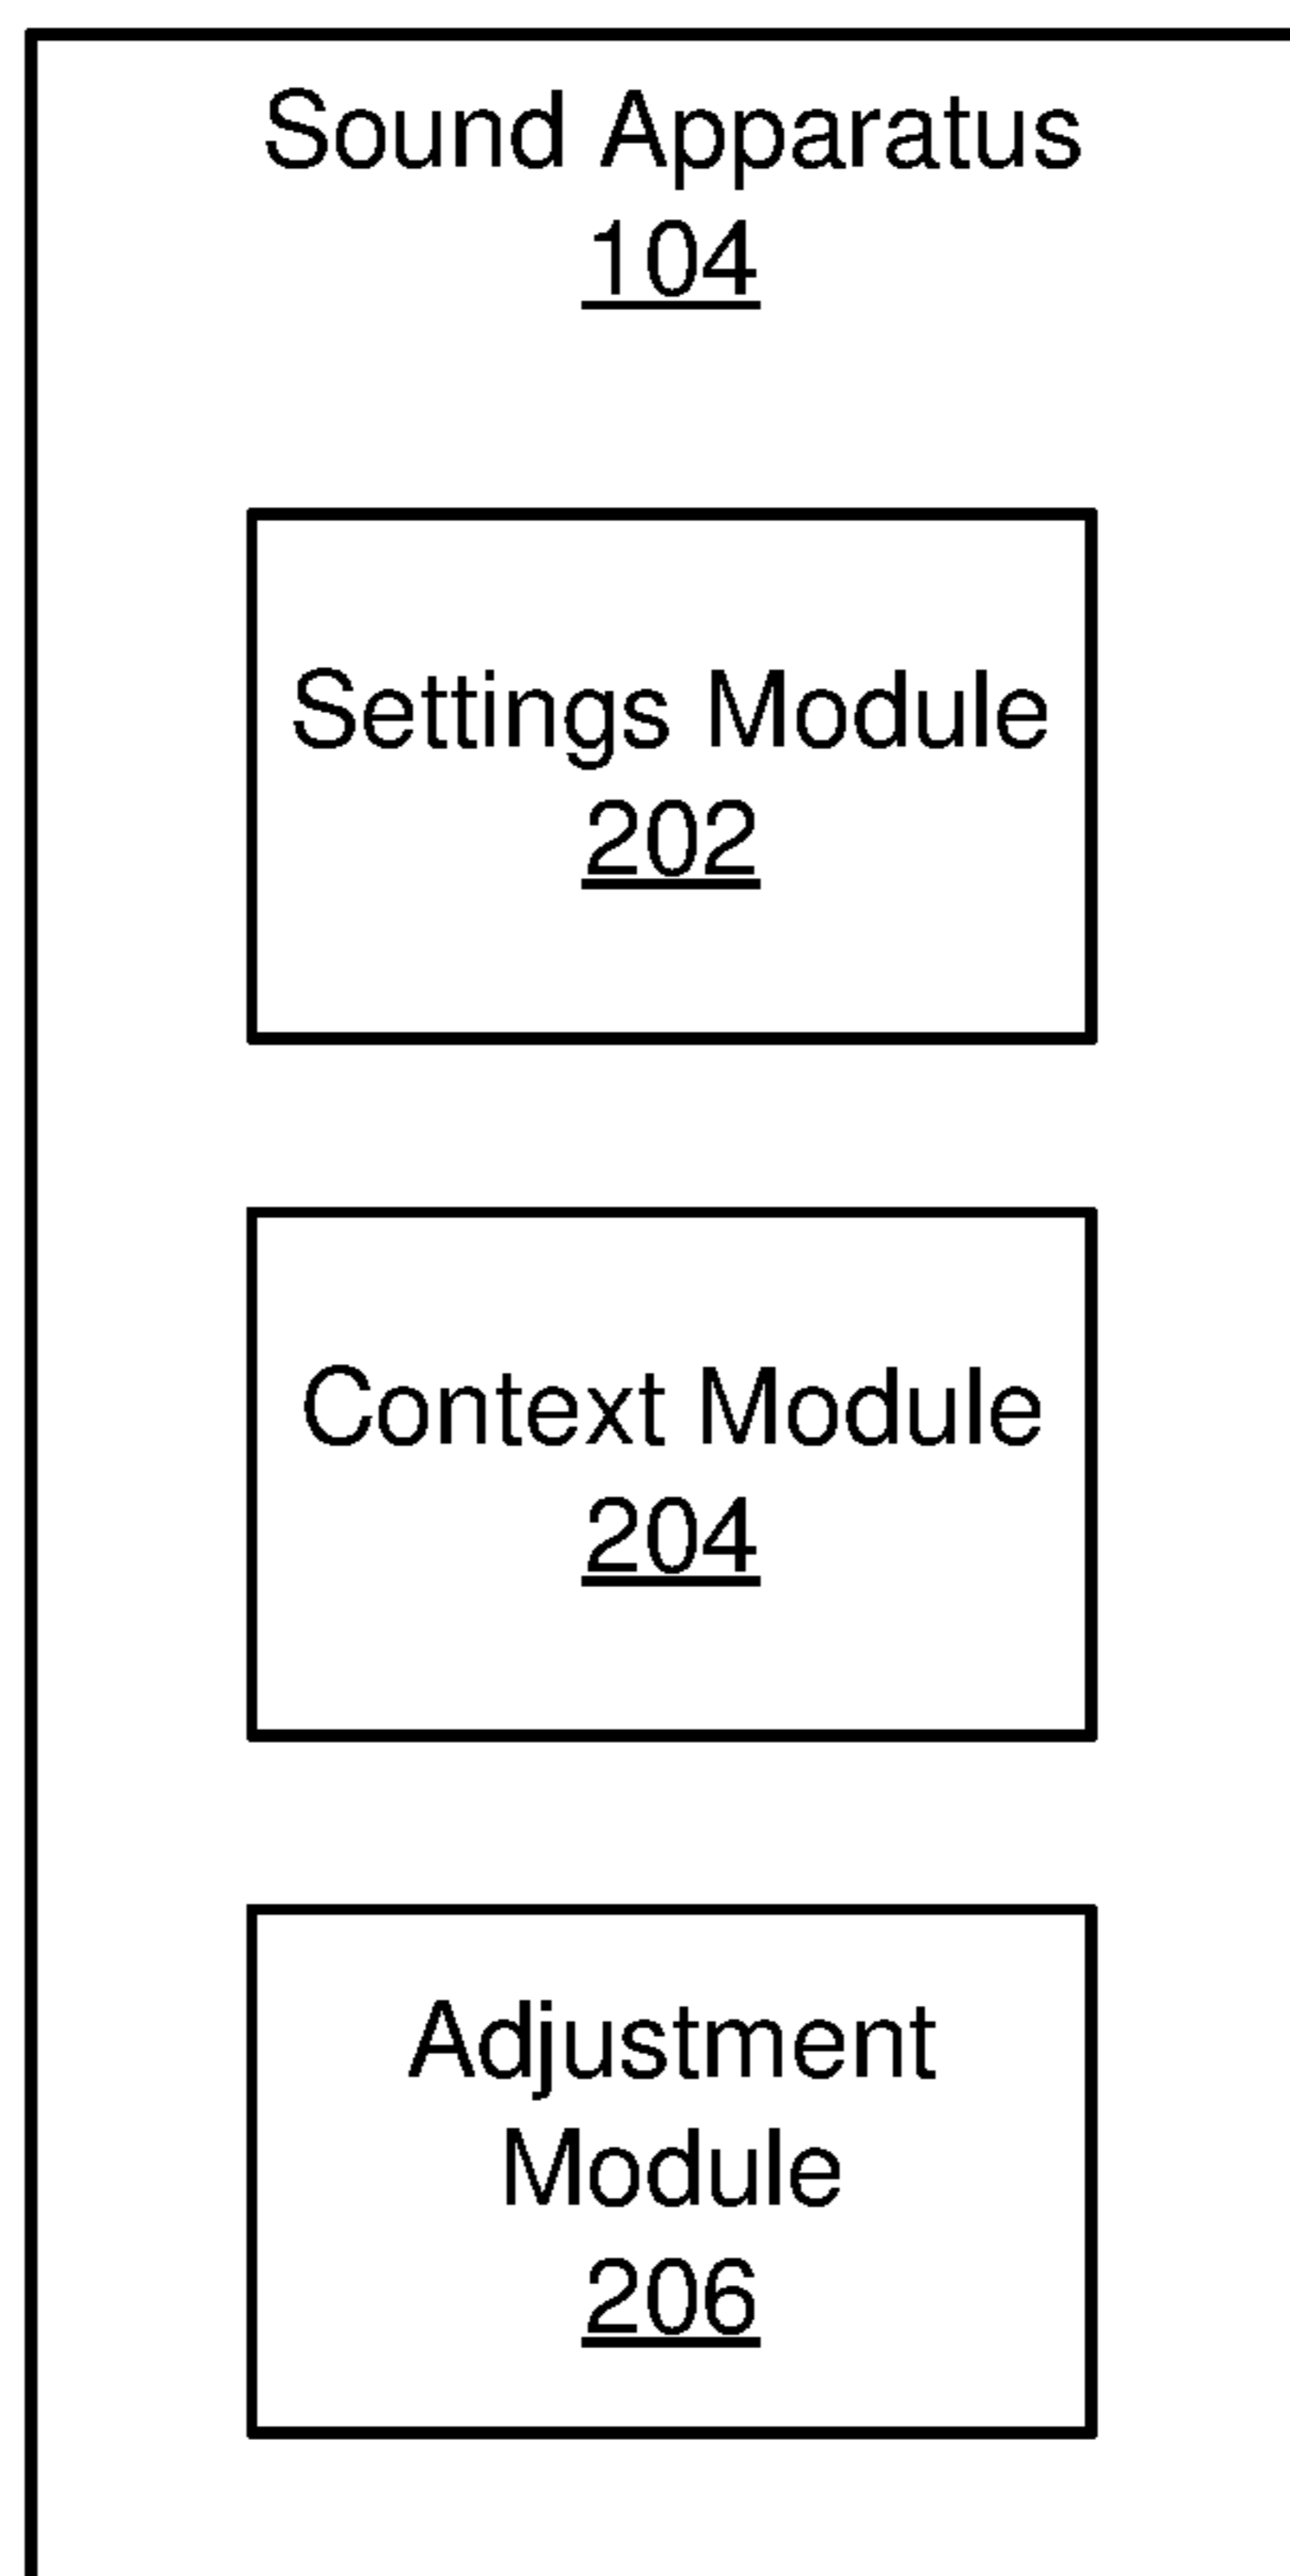 Sound Apparatus
104
Settings Module
202
Context Module
204
Adjustment
Module
206